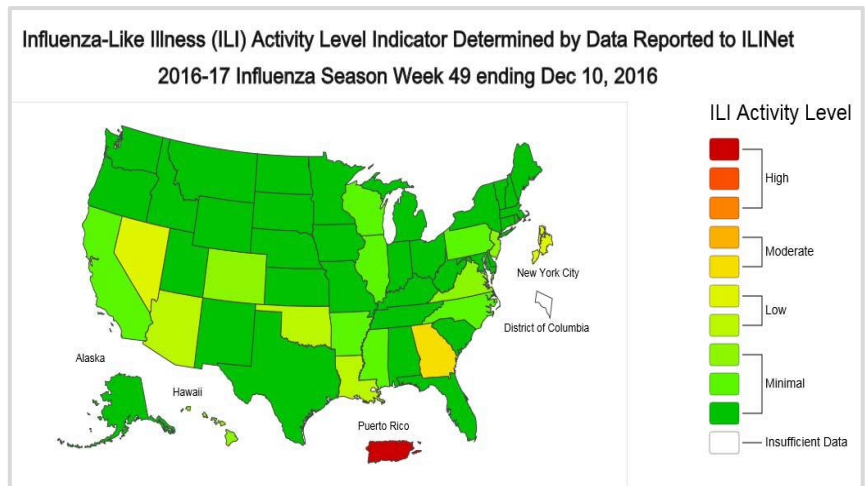 Influenza-Like Illness (ILI) Activity Level Indicator Determined by Data Reported to ILINet
2016-17 Influenza Season Week 49 ending Dec 10, 2016
ILI Activity Level
High
Moderate
Low
Minimal
Insufficient Data
New York City
District of Columbia
Alaska
Hawaii
Puerto Rico